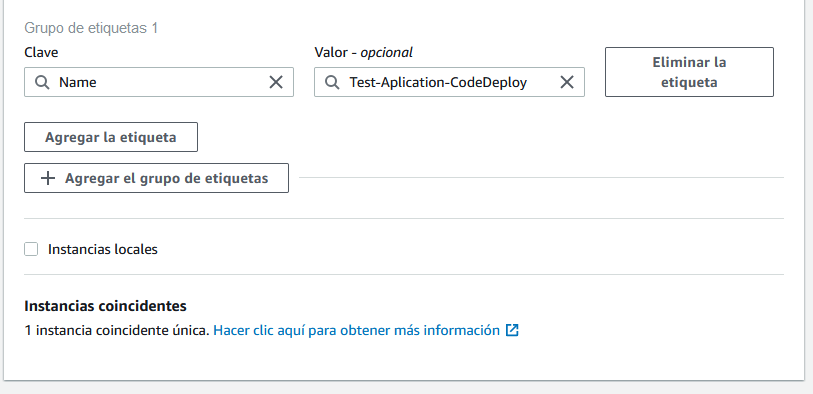 Grupo de etiquetas 1
Clave
Valor - opcional
Name
Test-Aplication-CodeDeploy
Eliminar la
etiqueta
Agregar la etiqueta
Agregar el grupo de etiquetas
Instancias locales
Instancias coincidentes
1 instancia coincidente única. Hacer clic aquí para obtener más información